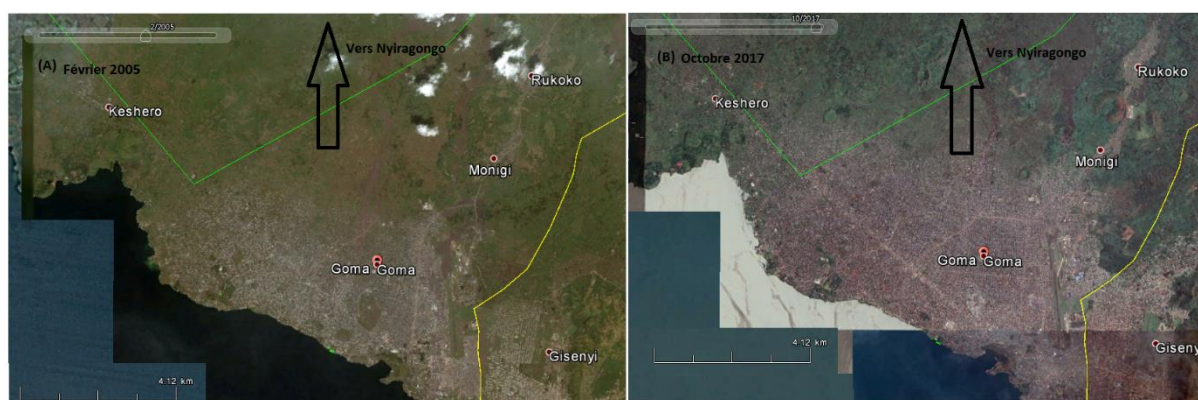 2/2005
(A) Février 2005
Vers Nyiragongo
Rukoko
Keshero
Monigi
Goma Goma
Gisenyi
4.12 km
10/2017
(B) Octobre 2017
Vers Nyiragongo
Rukoko
Keshero
Monigi
Goma Goma
Gisenyi
4.12 km